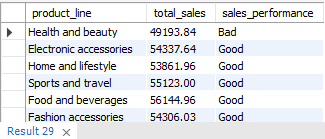 product_line total_sales sales_performance
Health and beauty 49193.84 Bad
Electronic accessories 54337.64 Good
Home and lifestyle 53861.96 Good
Sports and travel 55123.00 Good
Food and beverages 56144.96 Good
Fashion accessories 54306.03 Good
Result 29